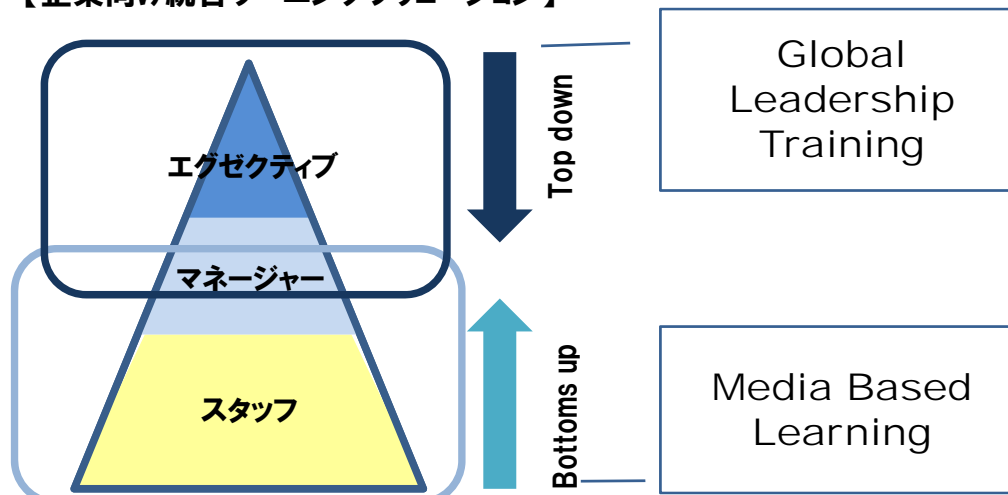 エグゼクティブ
マネージャー
スタッフ
Top down
Bottoms up
Global
Leadership
Training
Media Based
Learning